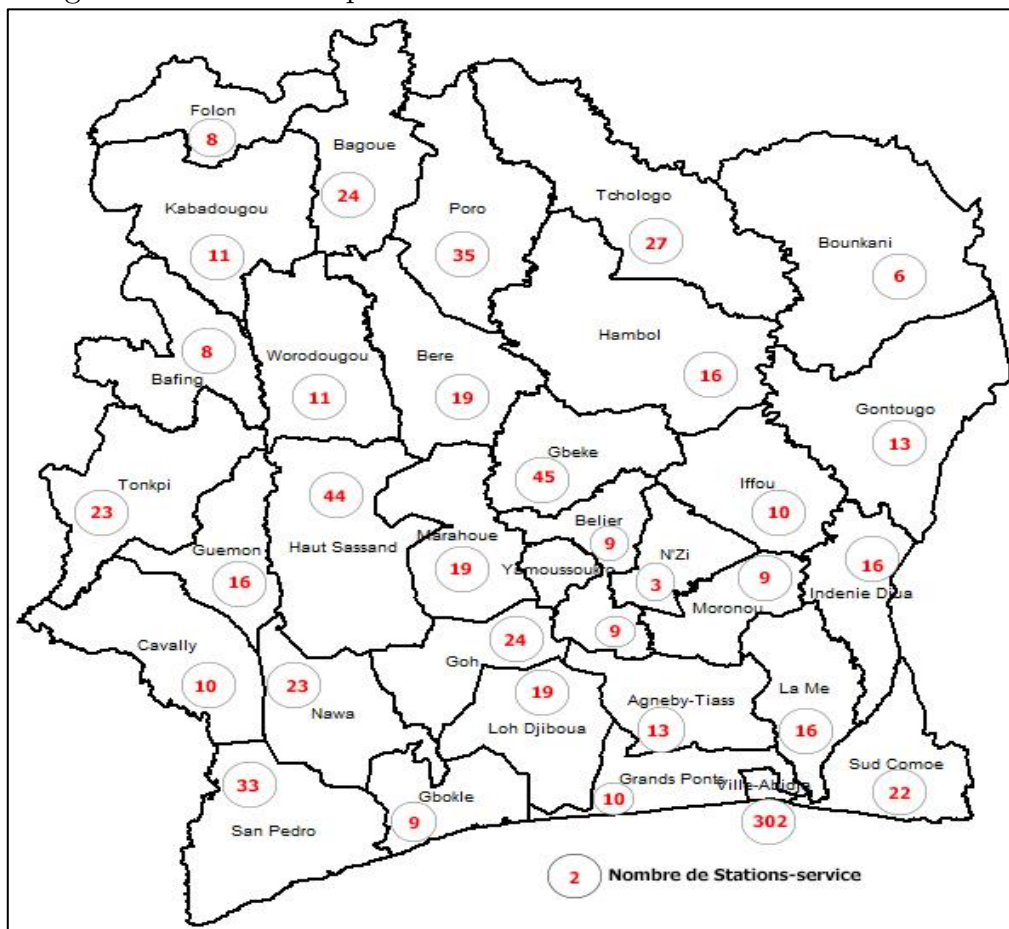 Folon
8
Bagoue
24
Kabadougou
11
Poro
35
Tchologo
27
Bounkani
6
Bafing
8
Worodougou
11
Bere
19
Hambol
16
Gontougo
13
Tonkpi
23
Guemon
16
44
Haut Sassand
Marahoue
19
Gbeke
45
Belier
9
Yamoussoukro
N'Zi
3
Iffou
10
9
Moronou
16
Indenie Djua
9
Cavally
10
23
Nawa
24
Goh
19
Loh Djiboua
Agneby-Tiass
13
La Me
16
Sud Comoe
22
33
San Pedro
Gbokle
9
Grands Ponts
10
Ville-Abidja
302
2 Nombre de Stations-service